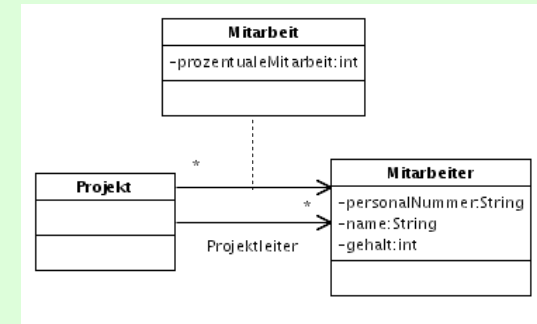 Mitarbeit
-prozentualeMitarbeit:int
*
Projekt
*
Projektleiter
Mitarbeiter
-personalNummer:String
-name:String
-gehalt:int